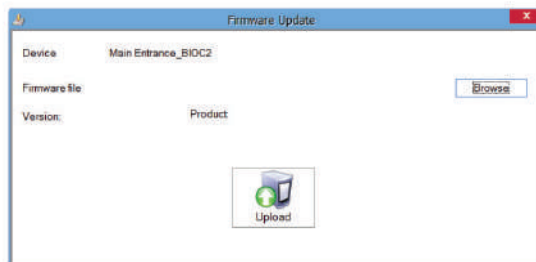 Firmware Update
x
Device Main Entrance_BIOC2
Firmware file Browse
Version: Product
Upload